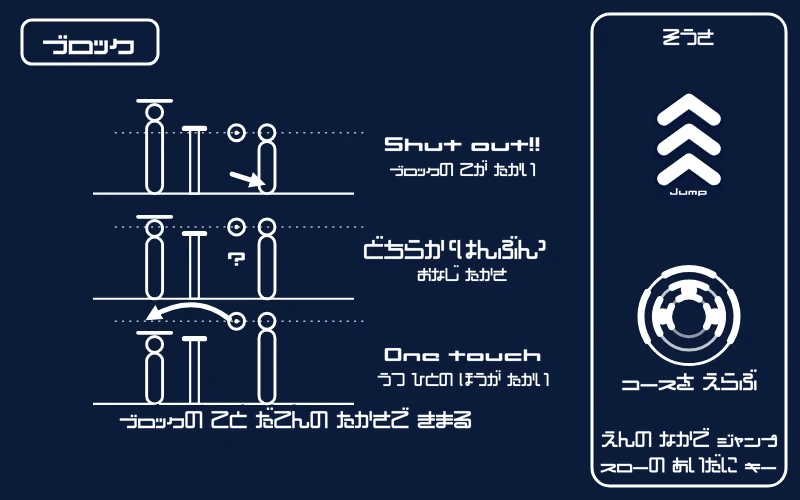 ブロック
Shut out!!
ブロックの てが たかい
どちらか(はんぶん)
おなじ たかさ
?
One touch
うつ ひとの ほうが たかい
ブロックの てと だてんの たかさで きまる
そうさ
Jump
コースを えらぶ
えんの なかで ジャンプ
スローの あいだに キー